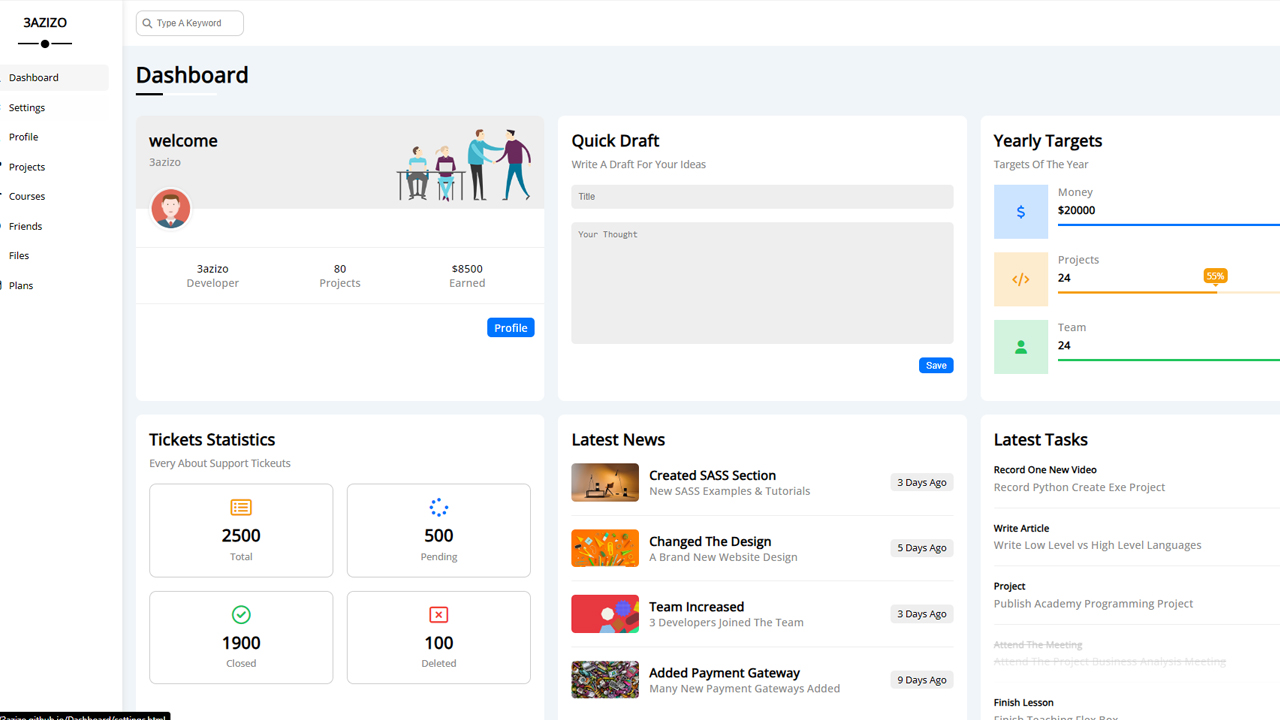 3AZIZO
Type A Keyword
Dashboard
Settings
Profile
Projects
Courses
Friends
Files
Plans
Dashboard
welcome
3azizo
3azizo
Developer
80
Projects
$8500
Earned
Profile
Quick Draft
Write A Draft For Your Ideas
Title
Your Thought
Save
Yearly Targets
Targets Of The Year
Money
$20000
Projects
24
55%
Team
24
Tickets Statistics
Every About Support Tickeuts
2500
Total
500
Pending
1900
Closed
100
Deleted
Latest News
Created SASS Section
New SASS Examples & Tutorials
3 Days Ago
Changed The Design
A Brand New Website Design
5 Days Ago
Team Increased
3 Developers Joined The Team
3 Days Ago
Added Payment Gateway
Many New Payment Gateways Added
9 Days Ago
Latest Tasks
Record One New Video
Record Python Create Exe Project
Write Article
Write Low Level vs High Level Languages
Project
Publish Academy Programming Project
Attend The Meeting
Attend The Project Business Analysis Meeting
Finish Lesson
Finish Teaching Flex Box
3azizo.github.io/Dashboard/settings.html